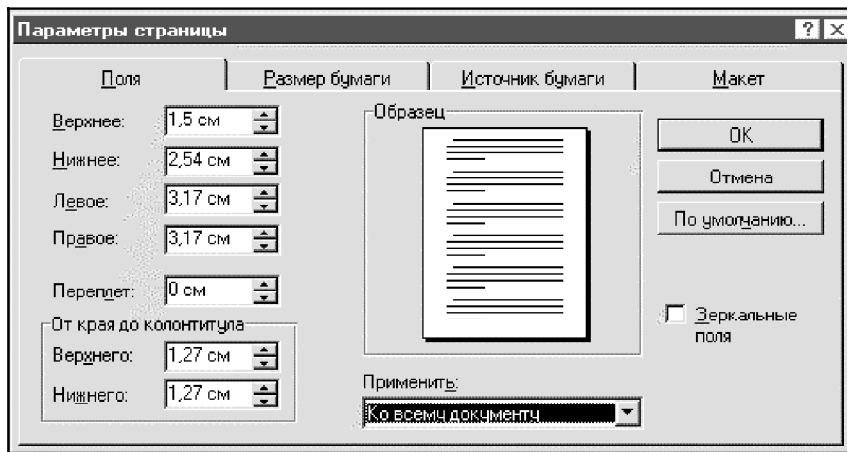 Параметры страницы
Поля Размер бумаги Источник бумаги Макет
Верхнее: 1,5 см
Нижнее: 2,54 см
Левое: 3,17 см
Правое: 3,17 см
Переплет: 0 см
От края до колонтитула
Верхнего: 1,27 см
Нижнего: 1,27 см
Образец
Применить:
Ко всему документу
ОК
Отмена
По умолчанию...
Зеркальные
поля